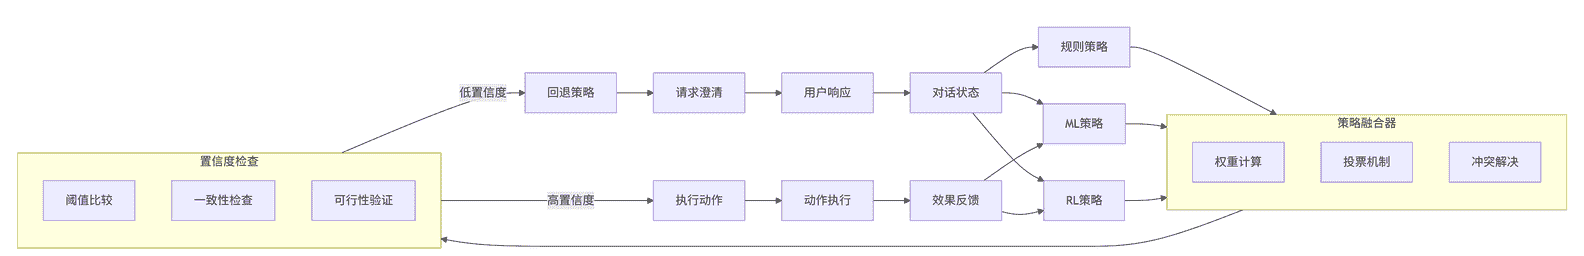 置信度检查
阈值比较
一致性检查
可行性验证
低置信度
回退策略
请求澄清
用户响应
对话状态
高置信度
执行动作
动作执行
效果反馈
规则策略
ML策略
RL策略
策略融合器
权重计算
投票机制
冲突解决